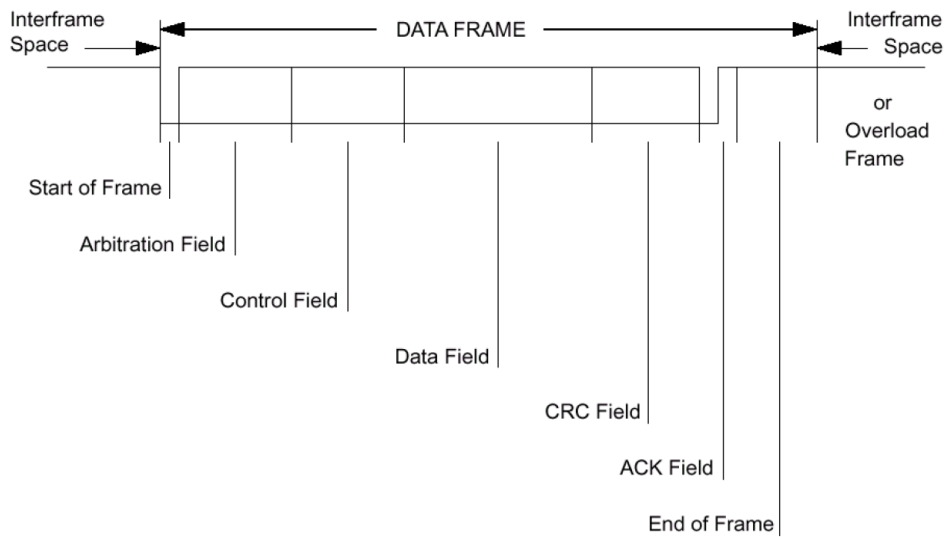 Interframe
Space
DATA FRAME
Interframe
Space
or
Overload
Frame
Start of Frame
Arbitration Field
Control Field
Data Field
CRC Field
ACK Field
End of Frame